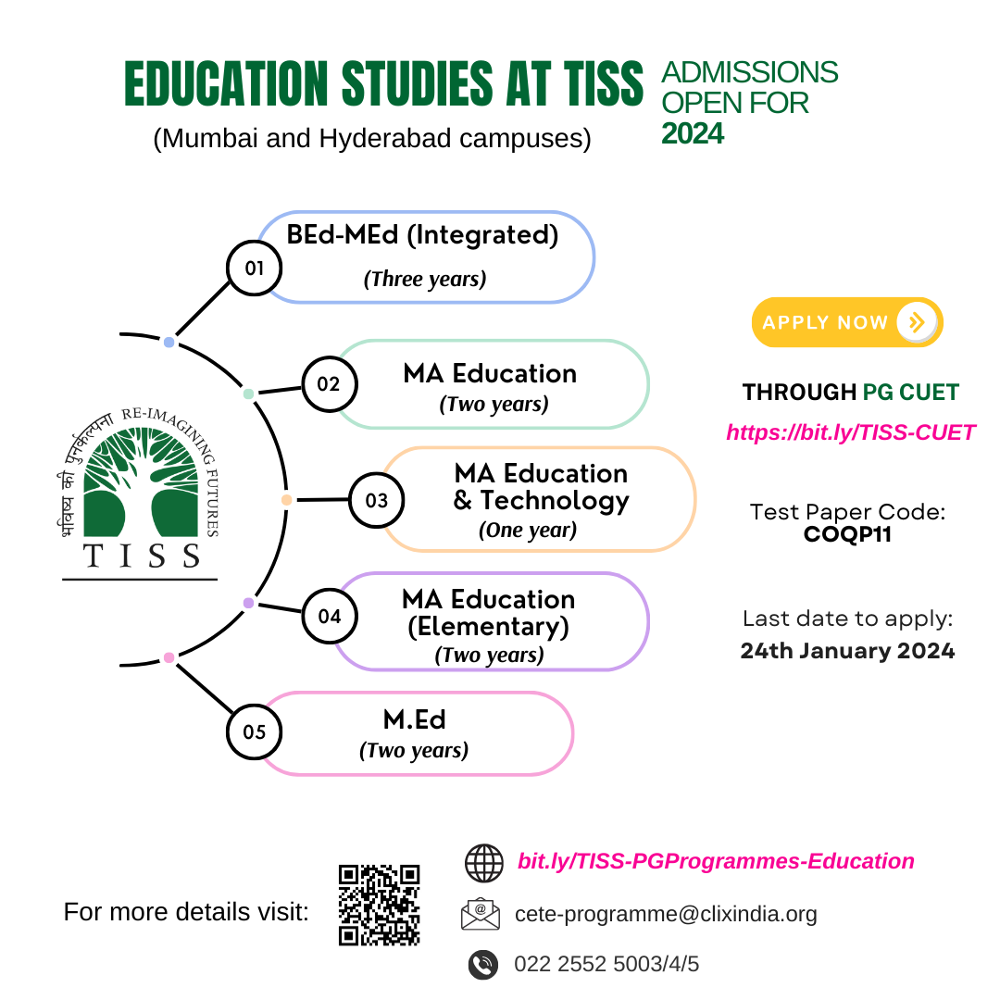 EDUCATION STUDIES AT TISS
(Mumbai and Hyderabad campuses)
ADMISSIONS
OPEN FOR
2024
01
BEd-MEd (Integrated)
(Three years)
02
MA Education
(Two years)
03
MA Education
& Technology
(One year)
04
MA Education
(Elementary)
(Two years)
05
M.Ed
(Two years)
भविष्य की पुनर्कल्पना RE-IMAGINING FUTURES
TISS
APPLY NOW
THROUGH PG CUET
https://bit.ly/TISS-CUET
Test Paper Code:
COQP11
Last date to apply:
24th January 2024
For more details visit:
bit.ly/TISS-PGProgrammes-Education
cete-programme@clixindia.org
022 2552 5003/4/5